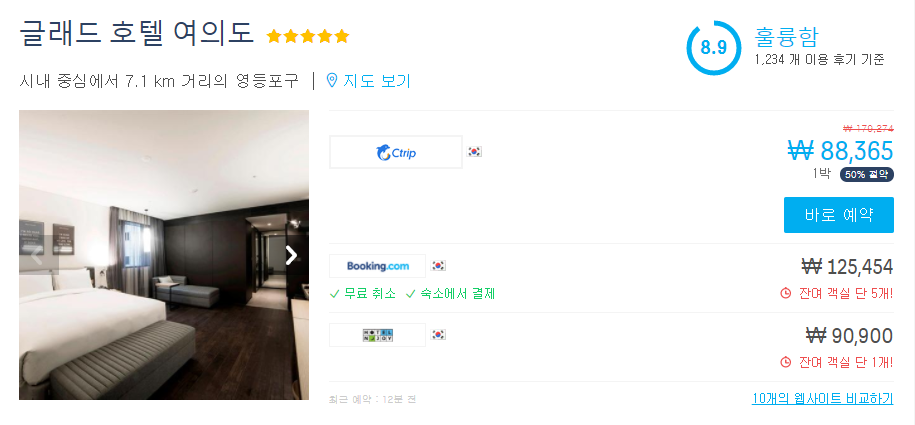 글래드 호텔 여의도
8.9
훌륭함
1,234 개 이용 후기 기준
시내 중심에서 7.1 km 거리의 영등포구 | 지도 보기
Ctrip
₩ 170,274
₩ 88,365
1박 50% 절약
바로 예약
Booking.com
₩ 125,454
무료 취소 숙소에서 결제
잔여 객실 단 5개!
HOTEL
NJOY
₩ 90,900
잔여 객실 단 1개!
최근 예약 : 12분 전
10개의 웹사이트 비교하기